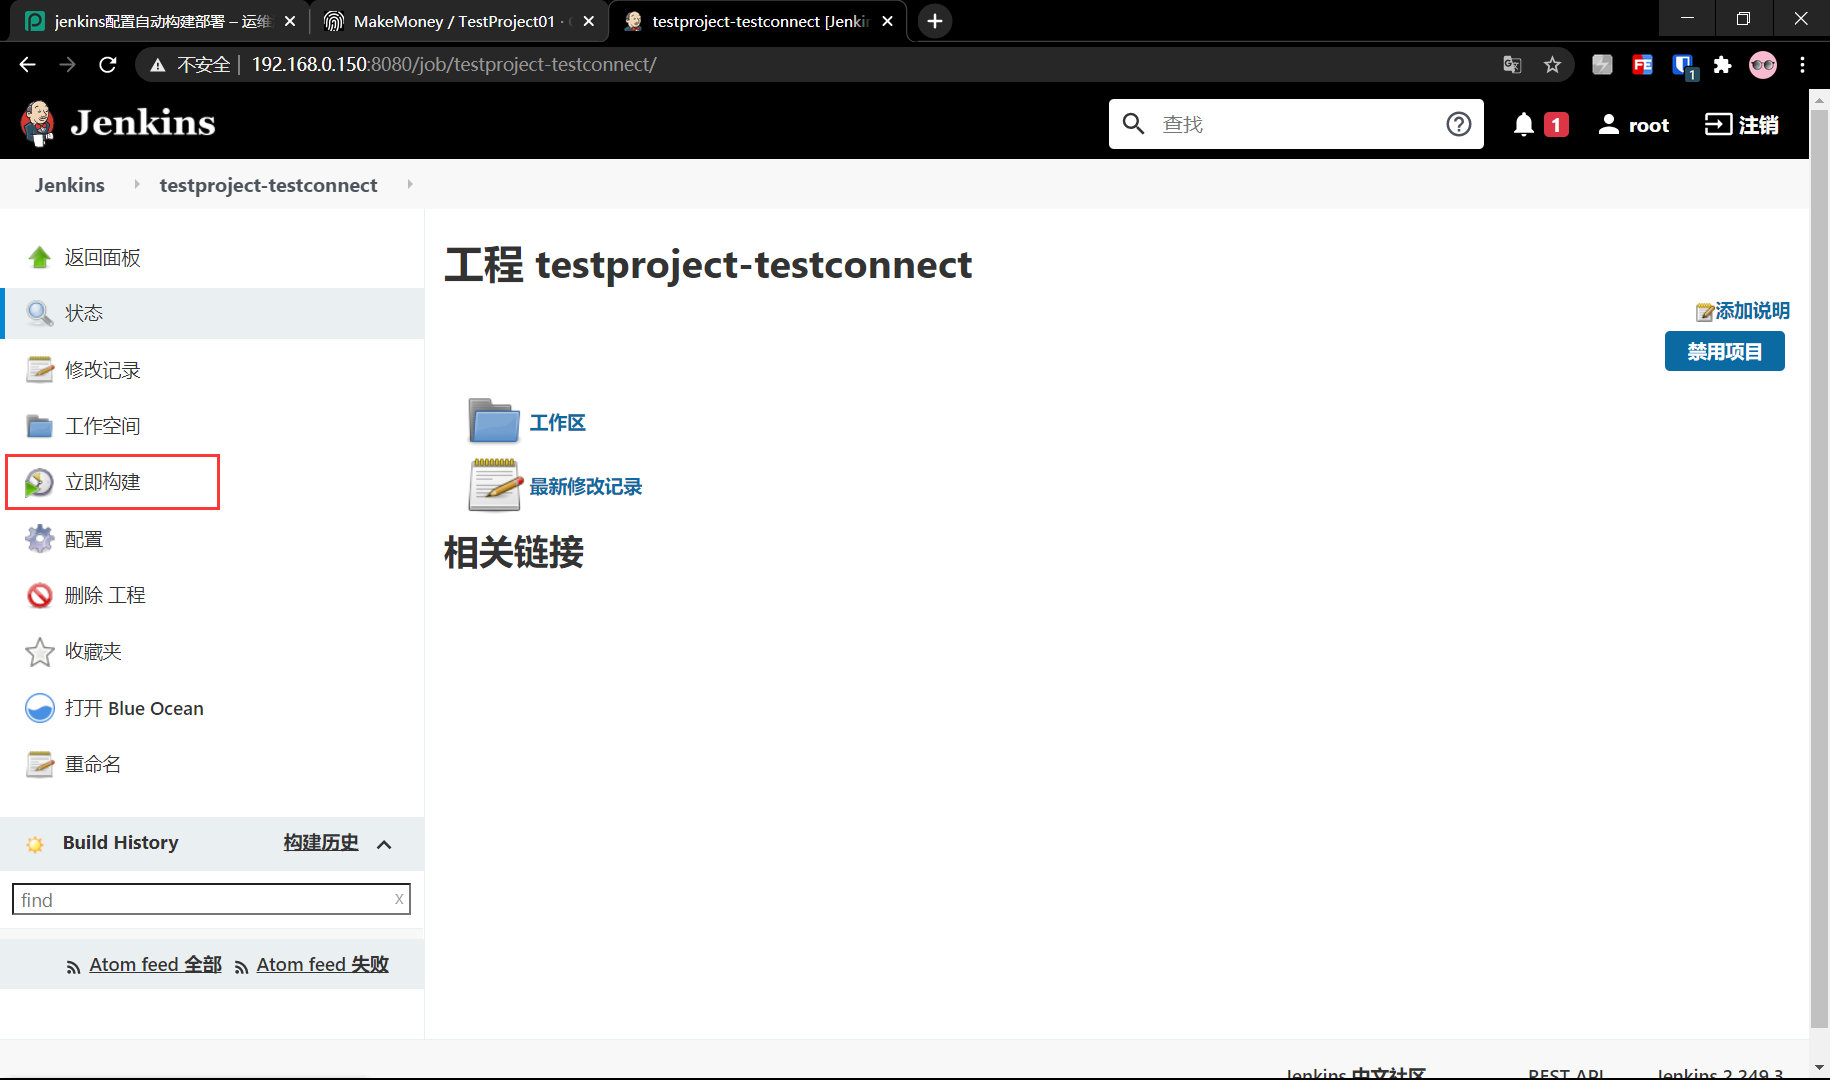 jenkins配置自动构建部署 – 运维
MakeMoney / TestProject01 ·
testproject-testconnect [Jenkin
不安全 | 192.168.0.150:8080/job/testproject-testconnect/
FE
1
Jenkins
查找
1
root
注销
Jenkins
testproject-testconnect
返回面板
状态
修改记录
工作空间
立即构建
配置
删除 工程
收藏夹
打开 Blue Ocean
重命名
Build History
构建历史
find
x
Atom feed 全部
Atom feed 失败
工程 testproject-testconnect
添加说明
禁用项目
工作区
最新修改记录
相关链接
Jenkins 中文社区
REST API
Jenkins 2.249.3